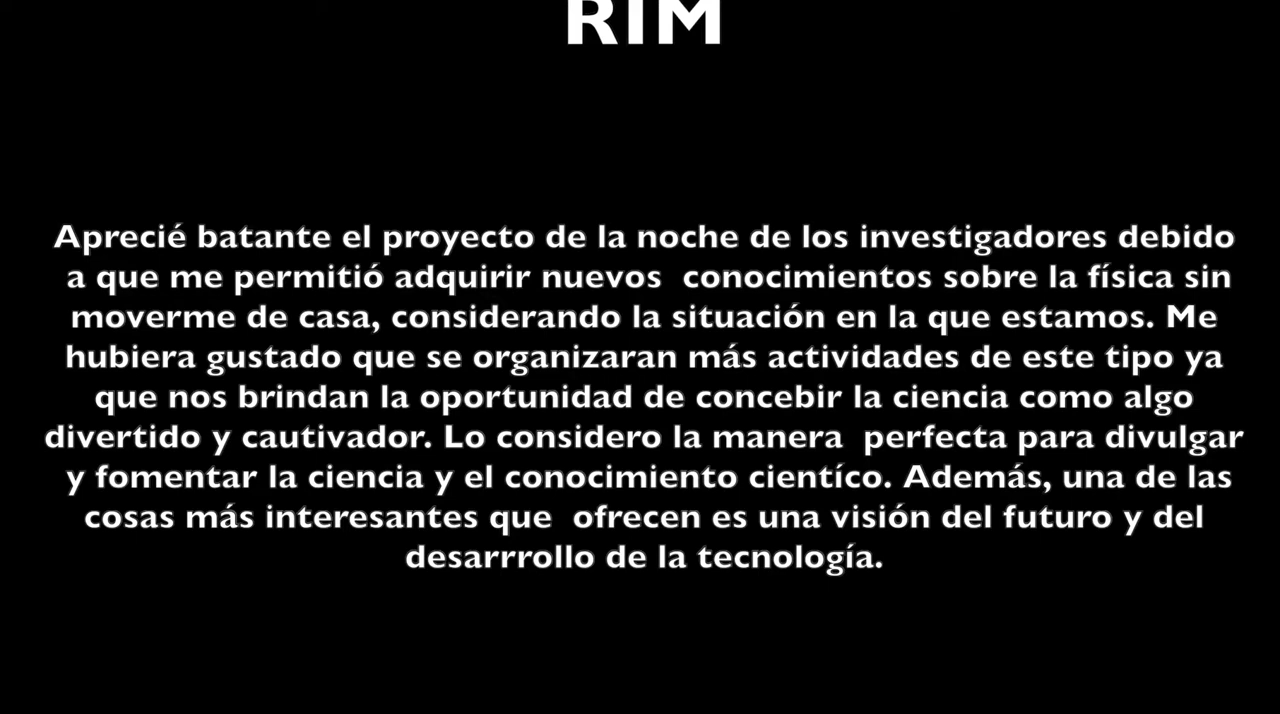 RIM
Aprecié batante el proyecto de la noche de los investigadores debido
a que me permitió adquirir nuevos  conocimientos sobre la física sin
moverme de casa, considerando la situación en la que estamos. Me
hubiera gustado que se organizaran más actividades de este tipo ya
que nos brindan la oportunidad de concebir la ciencia como algo
divertido y cautivador. Lo considero la manera  perfecta para divulgar
y fomentar la ciencia y el conocimiento cientíco. Además, una de las
cosas más interesantes que  ofrecen es una visión del futuro y del
desarrrollo de la tecnología.